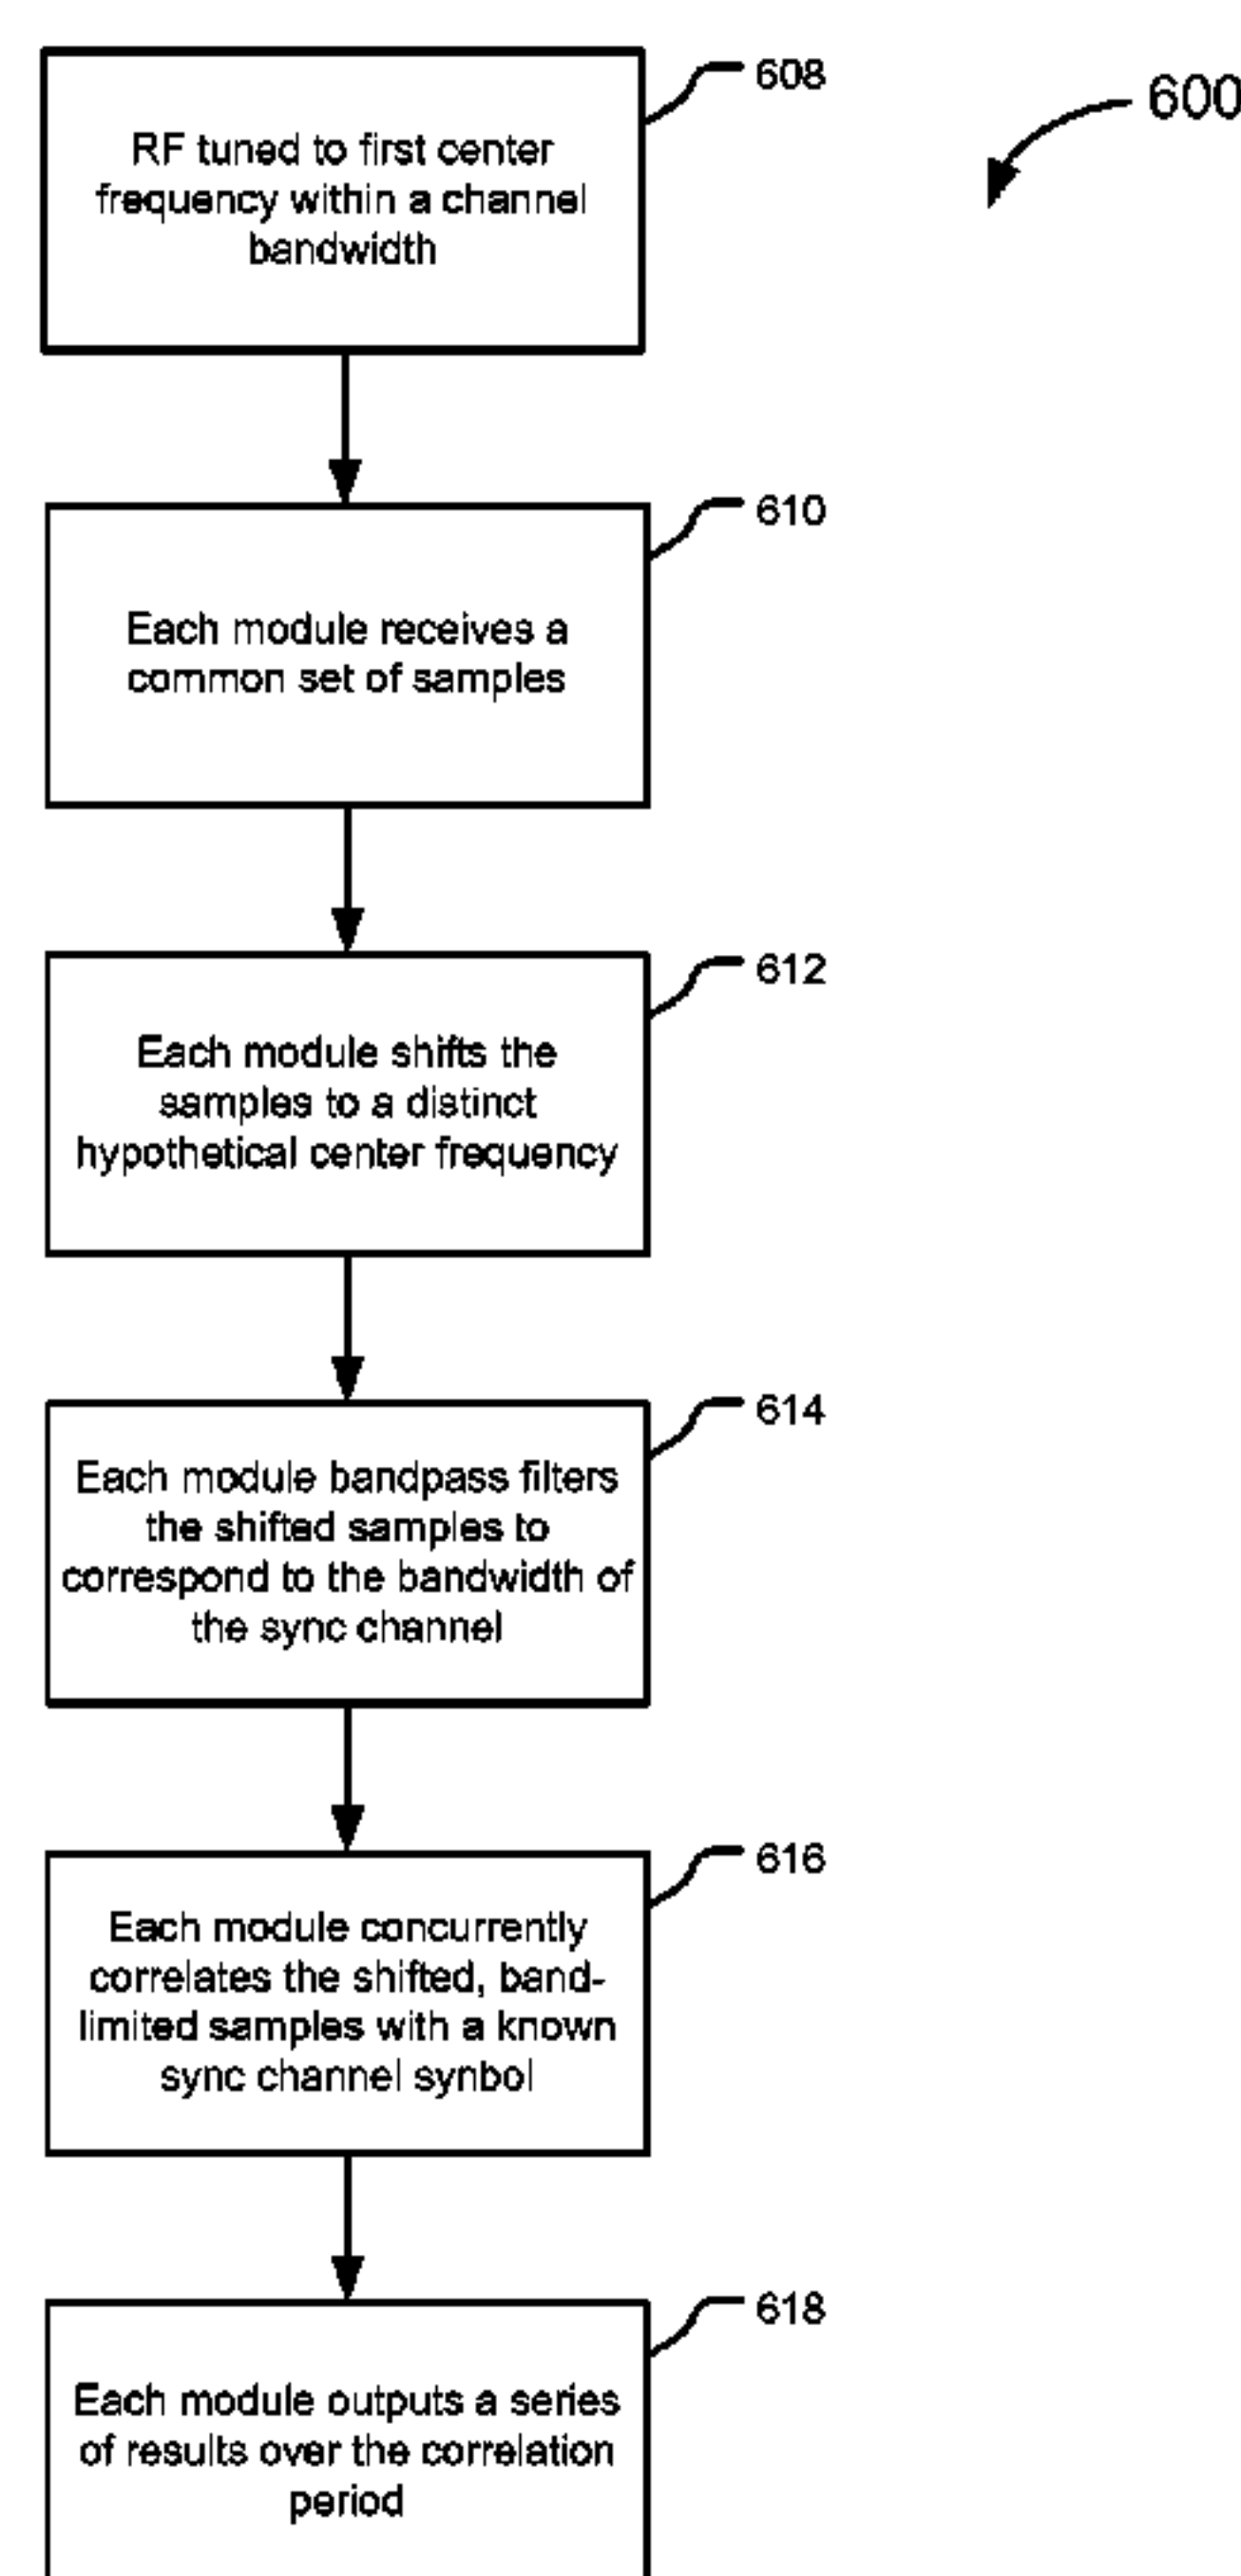 608
600
RF tuned to first center
frequency within a channel
bandwidth
610
Each module receives a
common set of samples
612
Each module shifts the
samples to a distinct
hypothetical center frequency
614
Each module bandpass filters
the shifted samples to
correspond to the bandwidth of
the sync channel
616
Each module concurrently
correlates the shifted, band-
limited samples with a known
sync channel synbol
618
Each module outputs a series
of results over the correlation
period